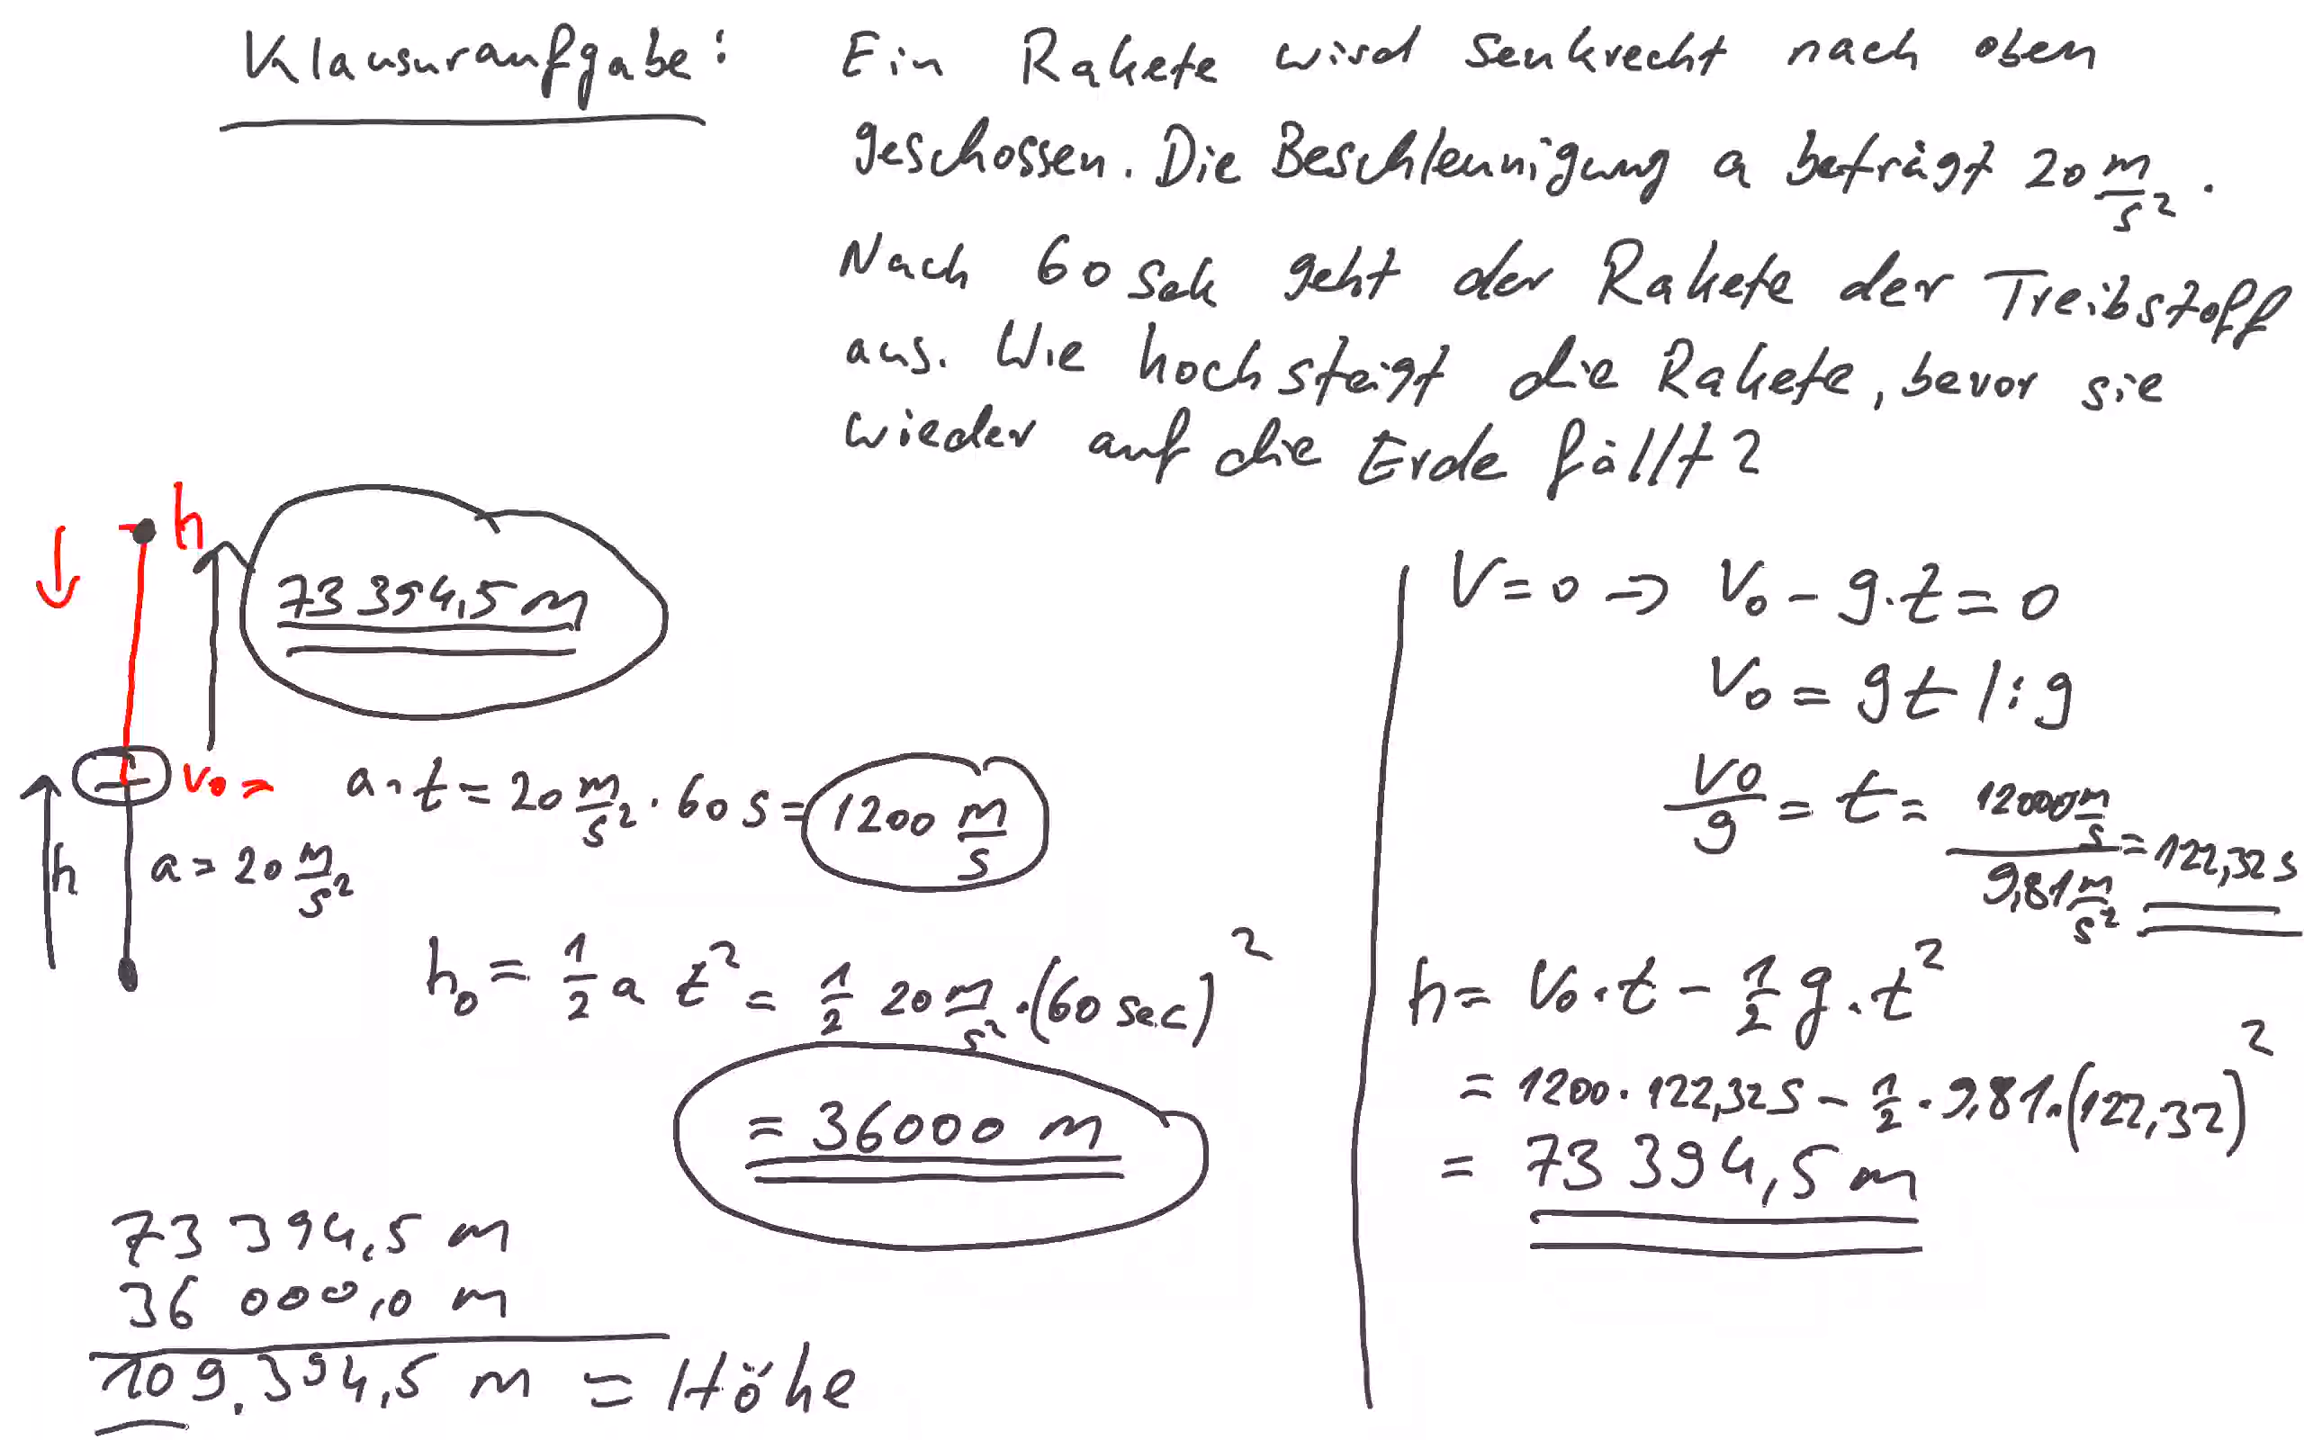 Klausuraufgabe: Ein Rakete wird senkrecht nach oben
geschossen. Die Beschleunigung a beträgt 20 m/s².
Nach 60 Sek geht der Rakete der Treibstoff
aus. Wie hoch steigt die Rakete, bevor sie
wieder auf die Erde fällt?
h
73 394,5 m
v₀ = a · t = 20 m/s² · 60 s = 1200 m/s
h
a = 20 m/s²
h₀ = 1/2 a t² = 1/2 20 m/s² · (60 sec)²
= 36000 m
73 394,5 m
36 000,0 m
109.394,5 m = Höhe
V = 0 ⇒ V₀ - g · t = 0
V₀ = g t | : g
V₀/g = t = 1200 m/s / 9,81 m/s² = 122,32 s
h = V₀ · t - 1/2 g · t²
= 1200 · 122,32 s - 1/2 · 9,81 · (122,32)²
= 73 394,5 m